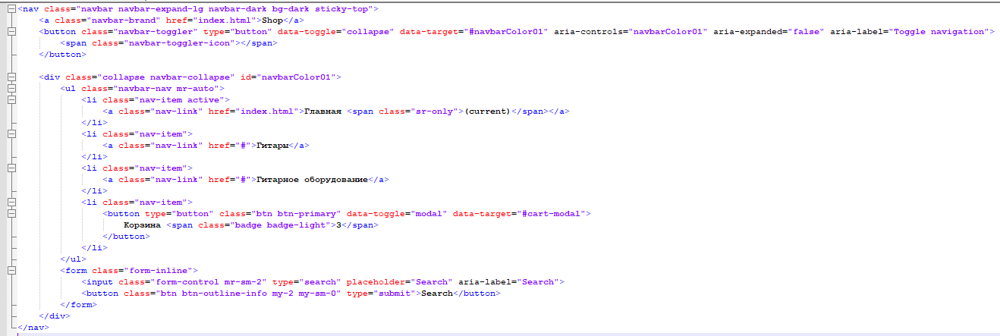 <nav class="navbar navbar-expand-lg navbar-dark bg-dark sticky-top">
<a class="navbar-brand" href="index.html">Shop</a>
<button class="navbar-toggler" type="button" data-toggle="collapse" data-target="#navbarColor01" aria-controls="navbarColor01" aria-expanded="false" aria-label="Toggle navigation">
<span class="navbar-toggler-icon"></span>
</button>
<div class="collapse navbar-collapse" id="navbarColor01">
<ul class="navbar-nav mr-auto">
<li class="nav-item active">
<a class="nav-link" href="index.html">Главная <span class="sr-only">(current)</span></a>
</li>
<li class="nav-item">
<a class="nav-link" href="#">Гитары</a>
</li>
<li class="nav-item">
<a class="nav-link" href="#">Гитарное оборудование</a>
</li>
<li class="nav-item">
<button type="button" class="btn btn-primary" data-toggle="modal" data-target="#cart-modal">
Корзина <span class="badge badge-light">3</span>
</button>
</li>
</ul>
<form class="form-inline">
<input class="form-control mr-sm-2" type="search" placeholder="Search" aria-label="Search">
<button class="btn btn-outline-info my-2 my-sm-0" type="submit">Search</button>
</form>
</div>
</nav>